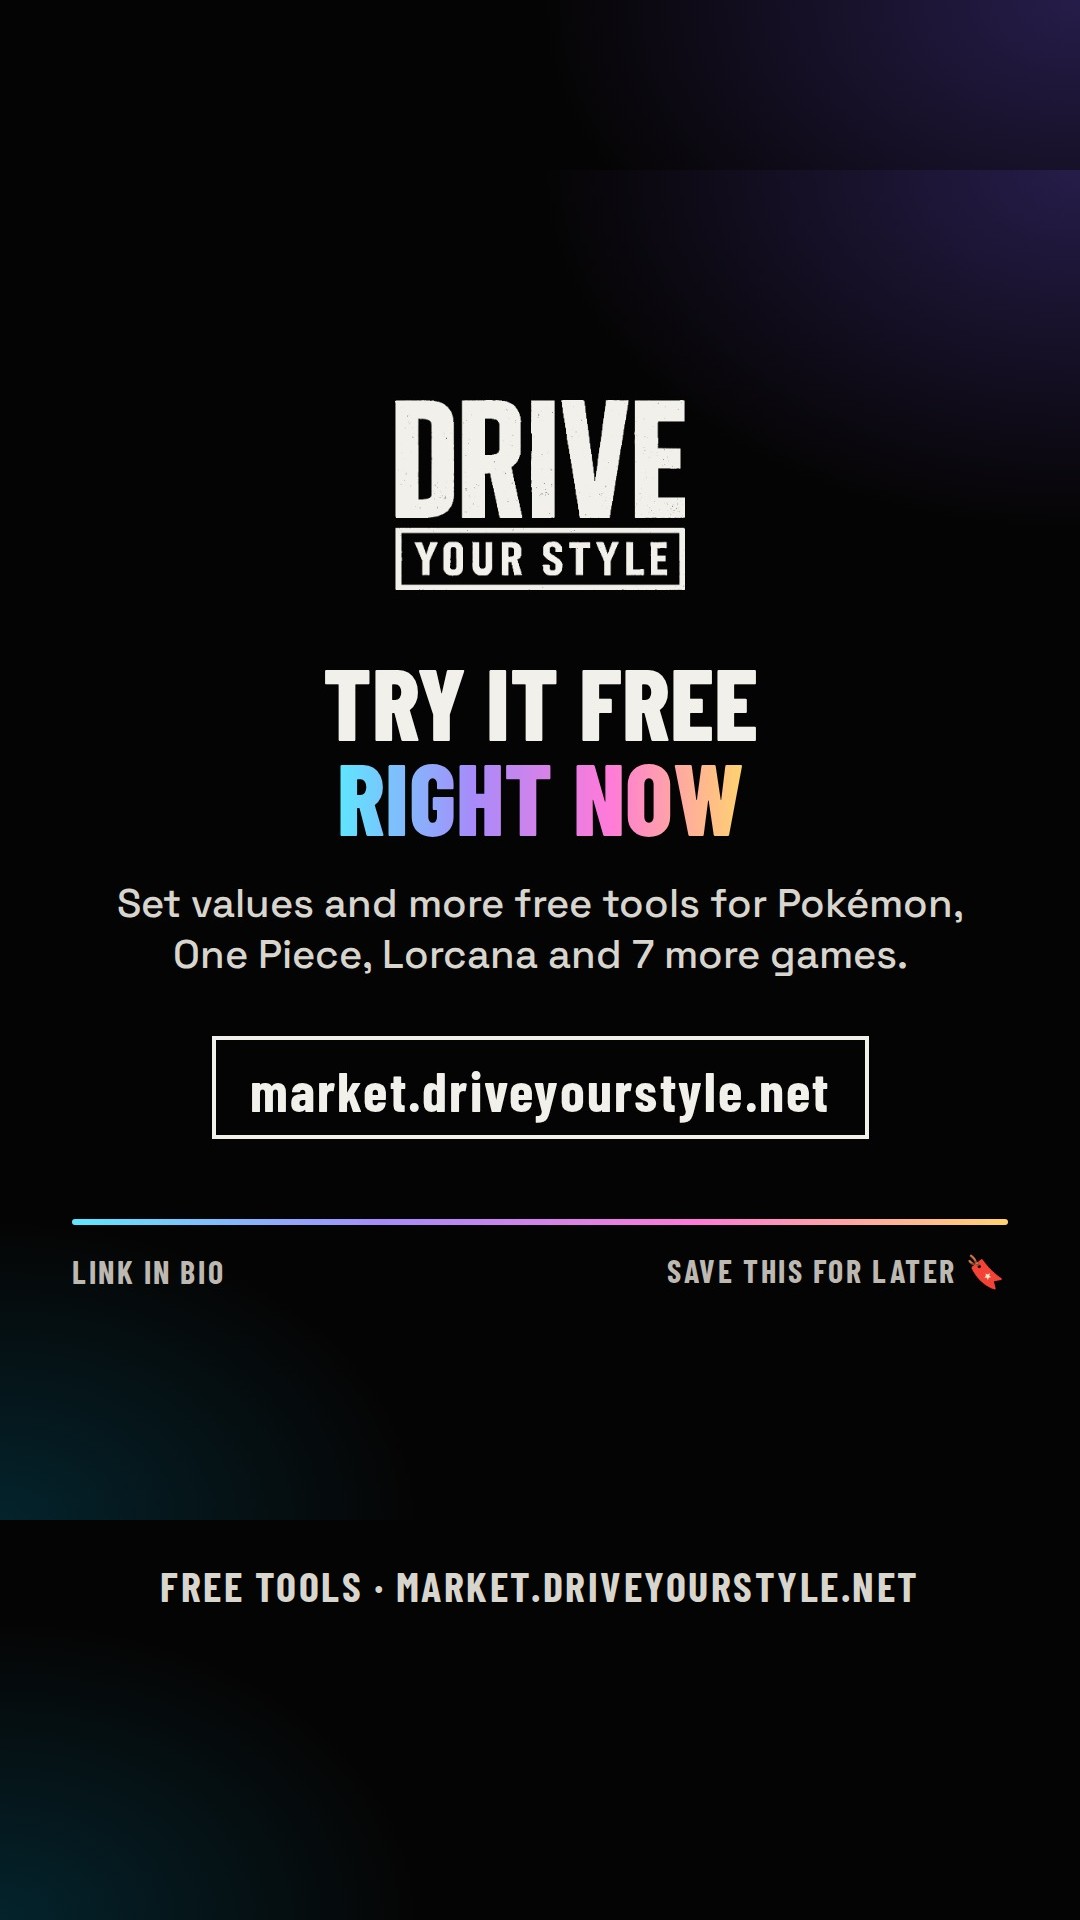 DRIVE
YOUR STYLE
TRY IT FREE
RIGHT NOW
Set values and more free tools for Pokémon,
One Piece, Lorcana and 7 more games.
market.driveyourstyle.net
LINK IN BIO
SAVE THIS FOR LATER 🔖
FREE TOOLS · MARKET.DRIVEYOURSTYLE.NET